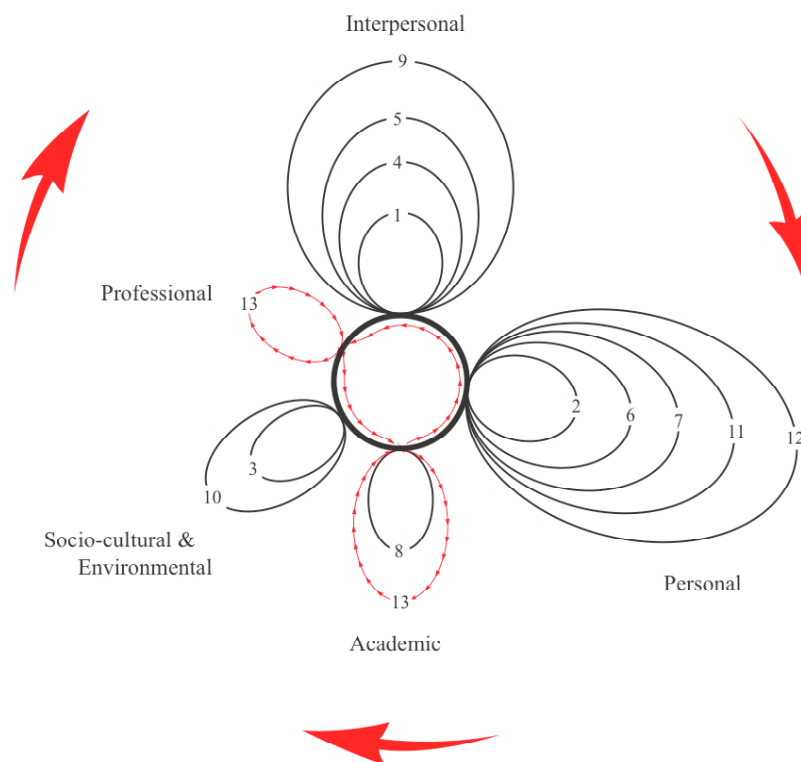 Interpersonal
9
5
4
1
Professional
13
2
6
7
11
12
3
10
8
Socio-cultural &
Environmental
Personal
13
Academic